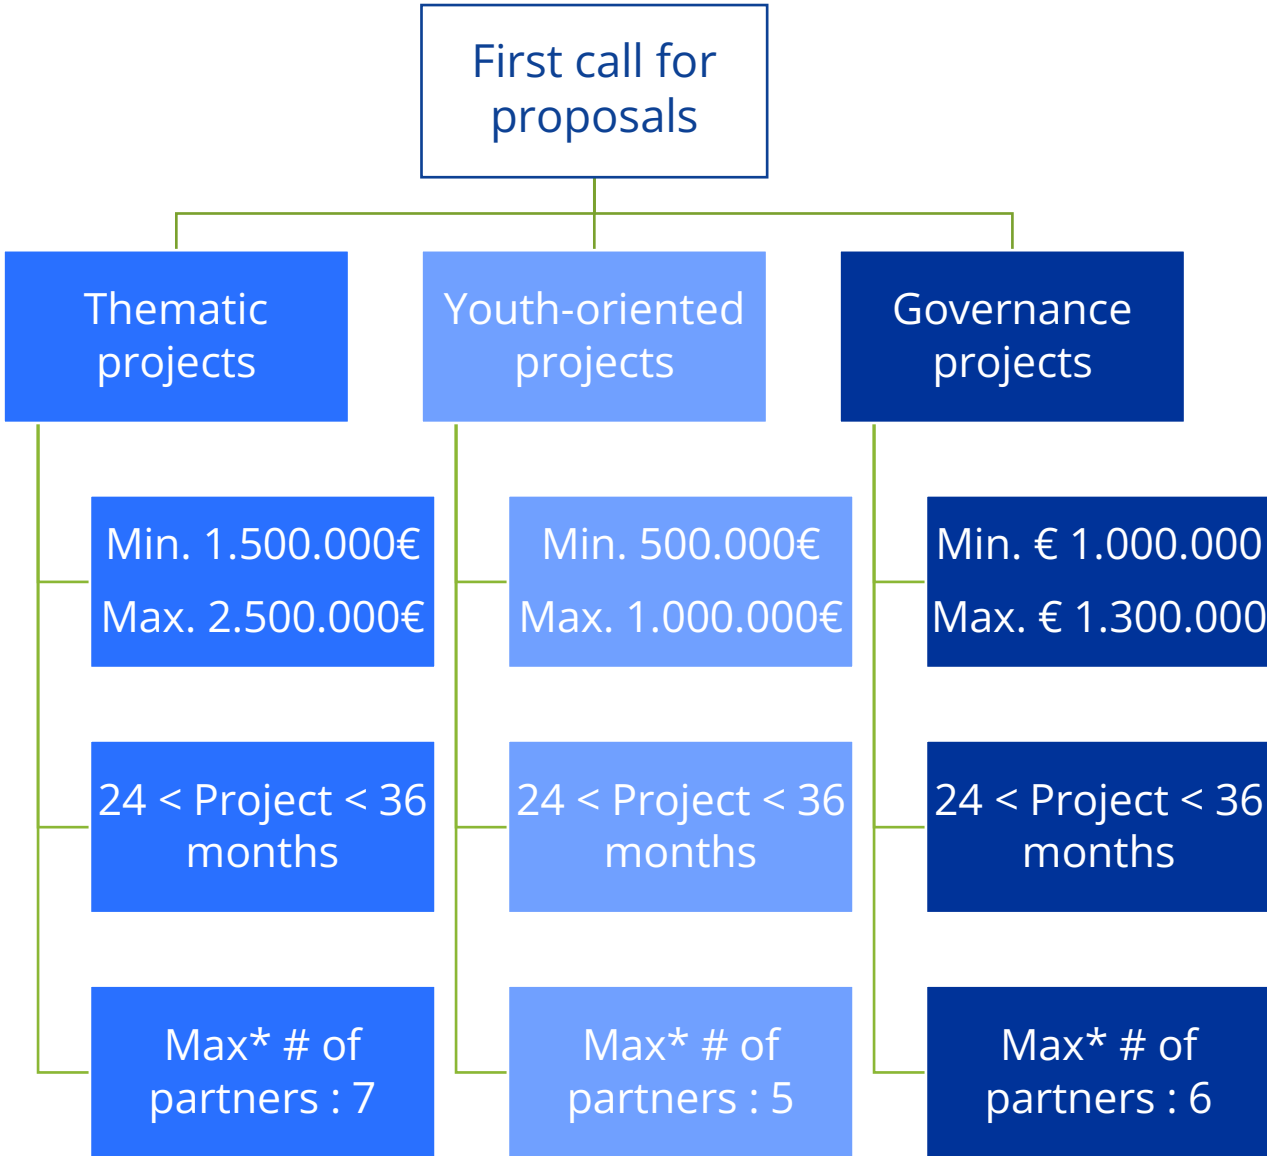 First call for
proposals
Thematic
projects
Youth-oriented
projects
Governance
projects
Min. 1.500.000€
Max. 2.500.000€
Min. 500.000€
Max. 1.000.000€
Min. € 1.000.000
Max. € 1.300.000
24 < Project < 36
months
24 < Project < 36
months
24 < Project < 36
months
Max* # of
partners : 7
Max* # of
partners : 5
Max* # of
partners : 6